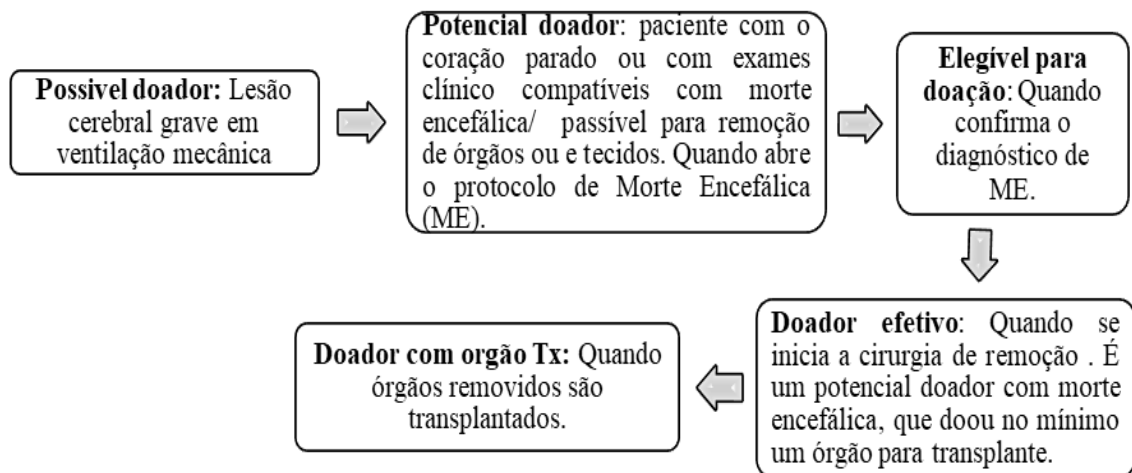 Possivel doador: Lesão
cerebral grave em
ventilação mecânica
Potencial doador: paciente com o
coração parado ou com exames
clínico compatíveis com morte
encefálica/ passível para remoção
de órgãos ou e tecidos. Quando abre
o protocolo de Morte Encefálica
(ME).
Elegível para
doação: Quando
confirma o
diagnóstico de
ME.
Doador efetivo: Quando se
inicia a cirurgia de remoção . É
um potencial doador com morte
encefálica, que doou no mínimo
um órgão para transplante.
Doador com orgão Tx: Quando
órgãos removidos são
transplantados.